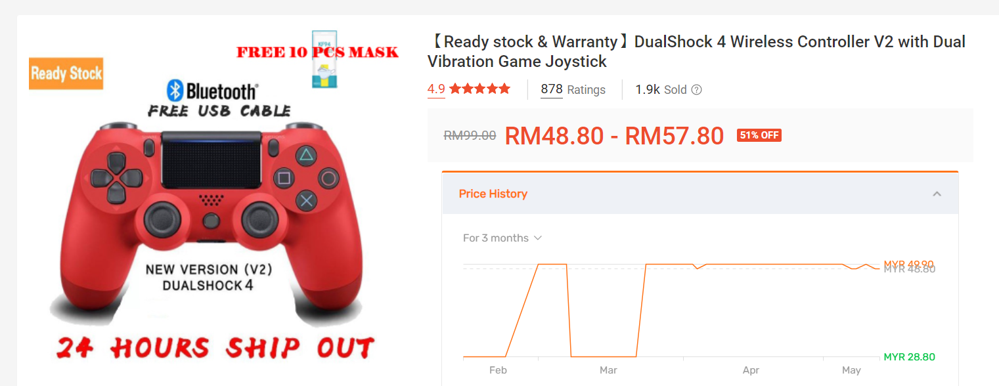 FREE 10 PCS MASK
KF94
Ready Stock
Bluetooth®
FREE USB CABLE
NEW VERSION (V2)
DUALSHOCK 4
24 HOURS SHIP OUT
【Ready stock & Warranty】DualShock 4 Wireless Controller V2 with Dual
Vibration Game Joystick
4.9
878 Ratings
1.9k Sold ?
RM99.00 RM48.80 - RM57.80 51% OFF
Price History
For 3 months
MYR 49.90
MYR 48.80
MYR 28.80
Feb Mar Apr May